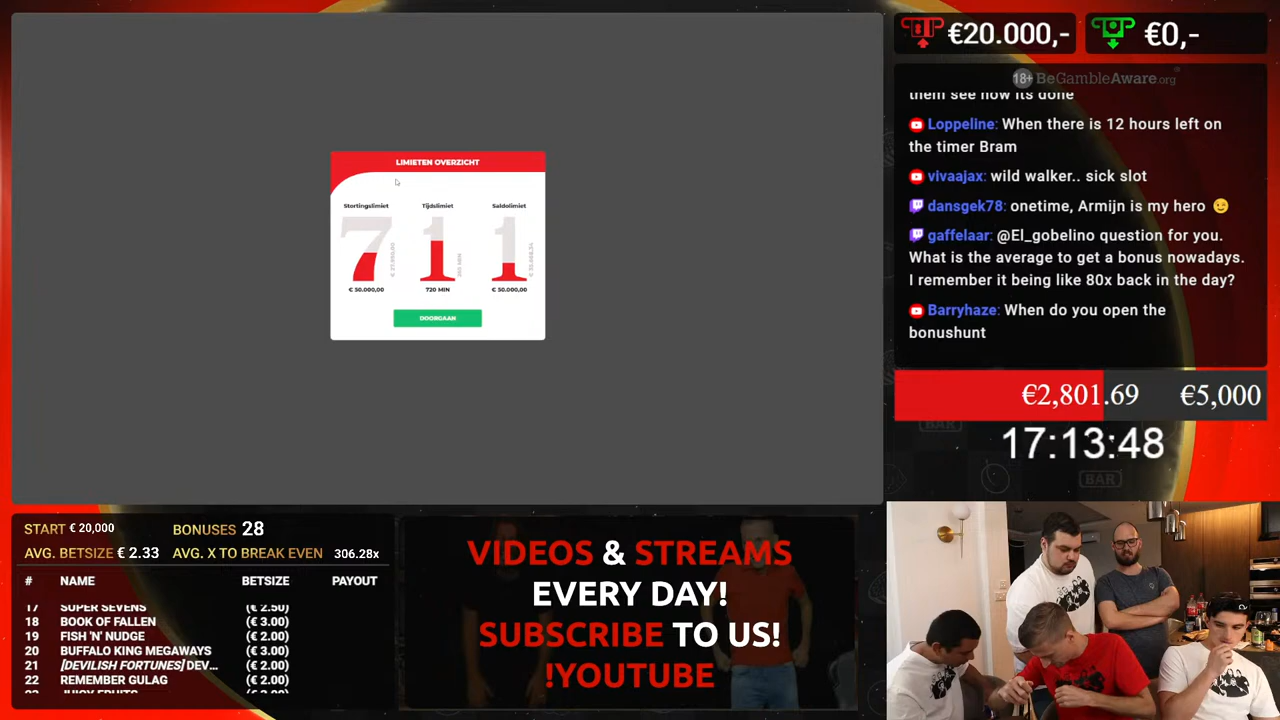 LIMIETEN OVERZICHT
Stortingslimiet
Tijdslimiet
Saldolimiet
7
1
1
€ 50.000,00
720 MIN
€ 50.000,00
DOORGAAN
€20.000,-
€0,-
18+ BeGambleAware.org
them see how its done
Loppeline: When there is 12 hours left on
the timer Bram
vivaajax: wild walker.. sick slot
dansgek78: onetime, Armijn is my hero 😉
gaffelaar: @El_gobelino question for you.
What is the average to get a bonus nowadays.
I remember it being like 80x back in the day?
Barryhaze: When do you open the
bonushunt
€2,801.69 €5,000
BAR
17:13:48
BAR
START € 20,000 BONUSES 28
AVG. BETSIZE € 2.33 AVG. X TO BREAK EVEN 306.28x
# NAME BETSIZE PAYOUT
17 SUPER SEVENS (€ 2.50)
18 BOOK OF FALLEN (€ 3.00)
19 FISH 'N' NUDGE (€ 2.00)
20 BUFFALO KING MEGAWAYS (€ 3.00)
21 [DEVILISH FORTUNES] DEV... (€ 2.00)
22 REMEMBER GULAG (€ 2.00)
VIDEOS & STREAMS
EVERY DAY!
SUBSCRIBE TO US!
!YOUTUBE